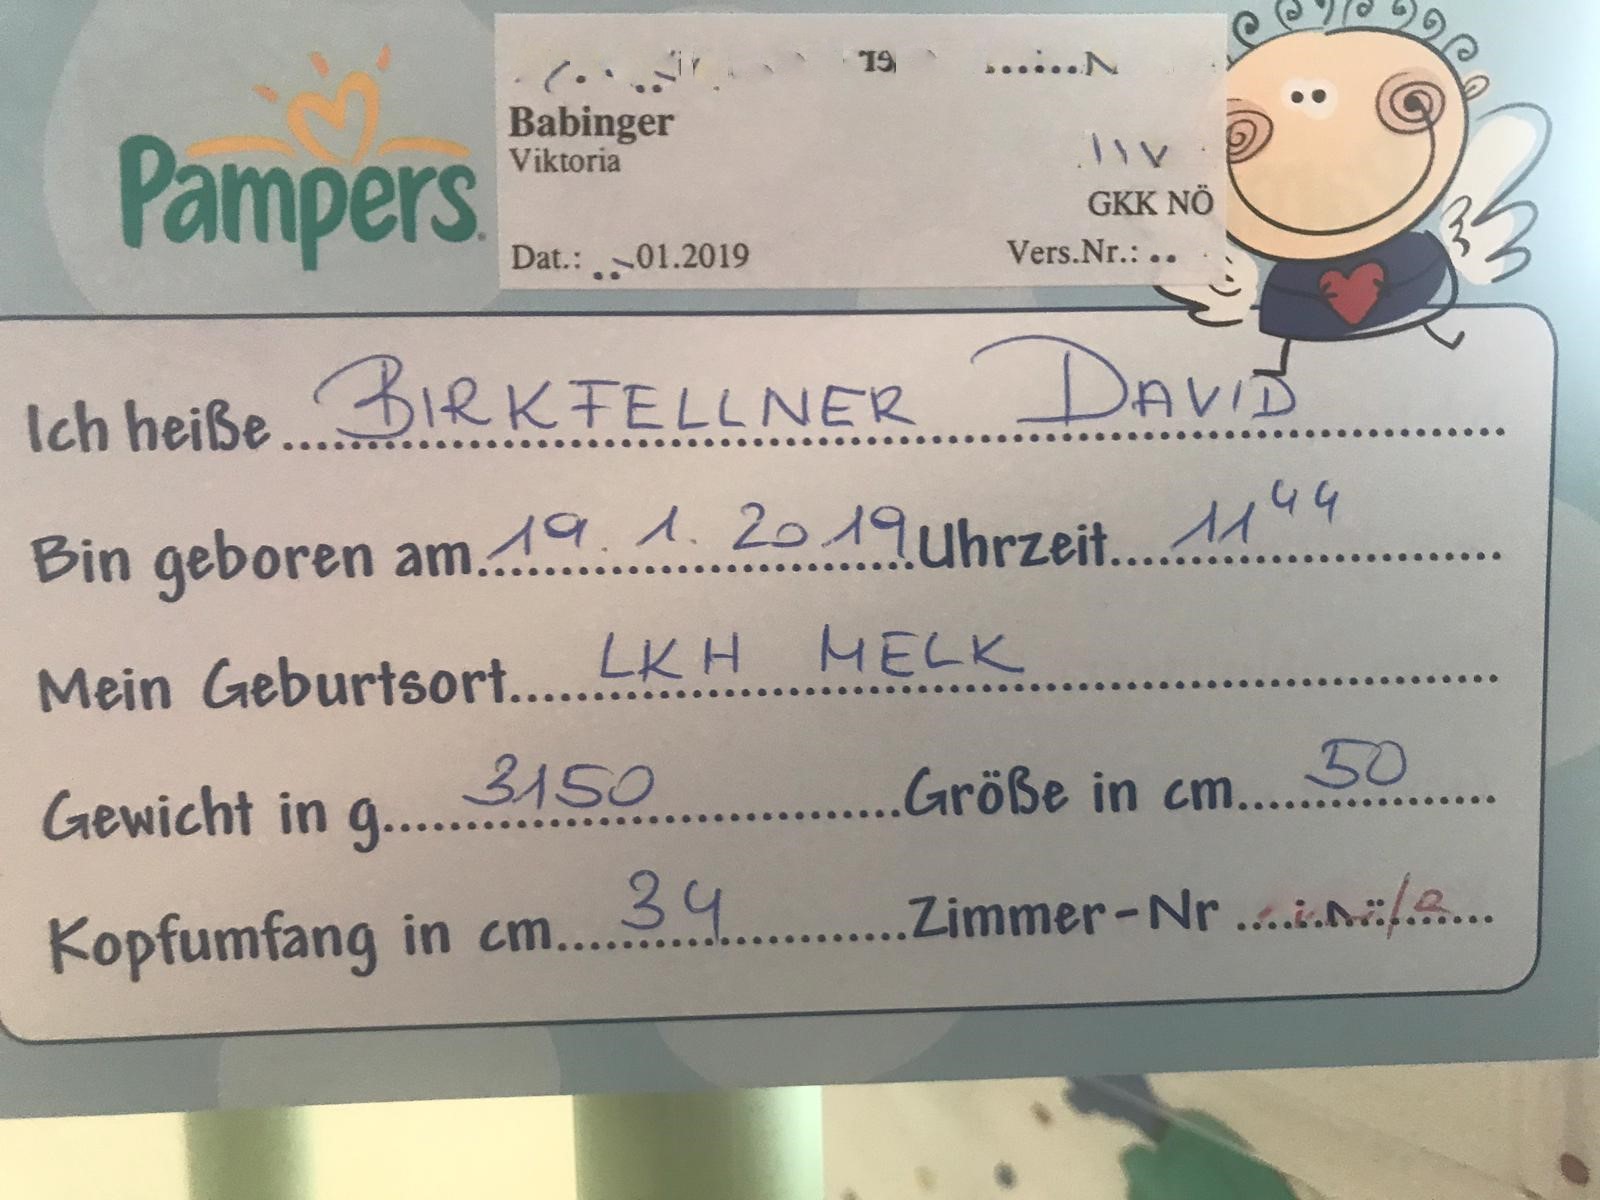 Pampers
Babinger
Viktoria
GKK NÖ
Dat.: 01.2019 Vers.Nr.:
Ich heiße BIRKFELLNER DAVID
Bin geboren am 19. 1. 2019 Uhrzeit 11 44
Mein Geburtsort LKH MELK
Gewicht in g 3150 Größe in cm 50
Kopfumfang in cm 34 Zimmer-Nr